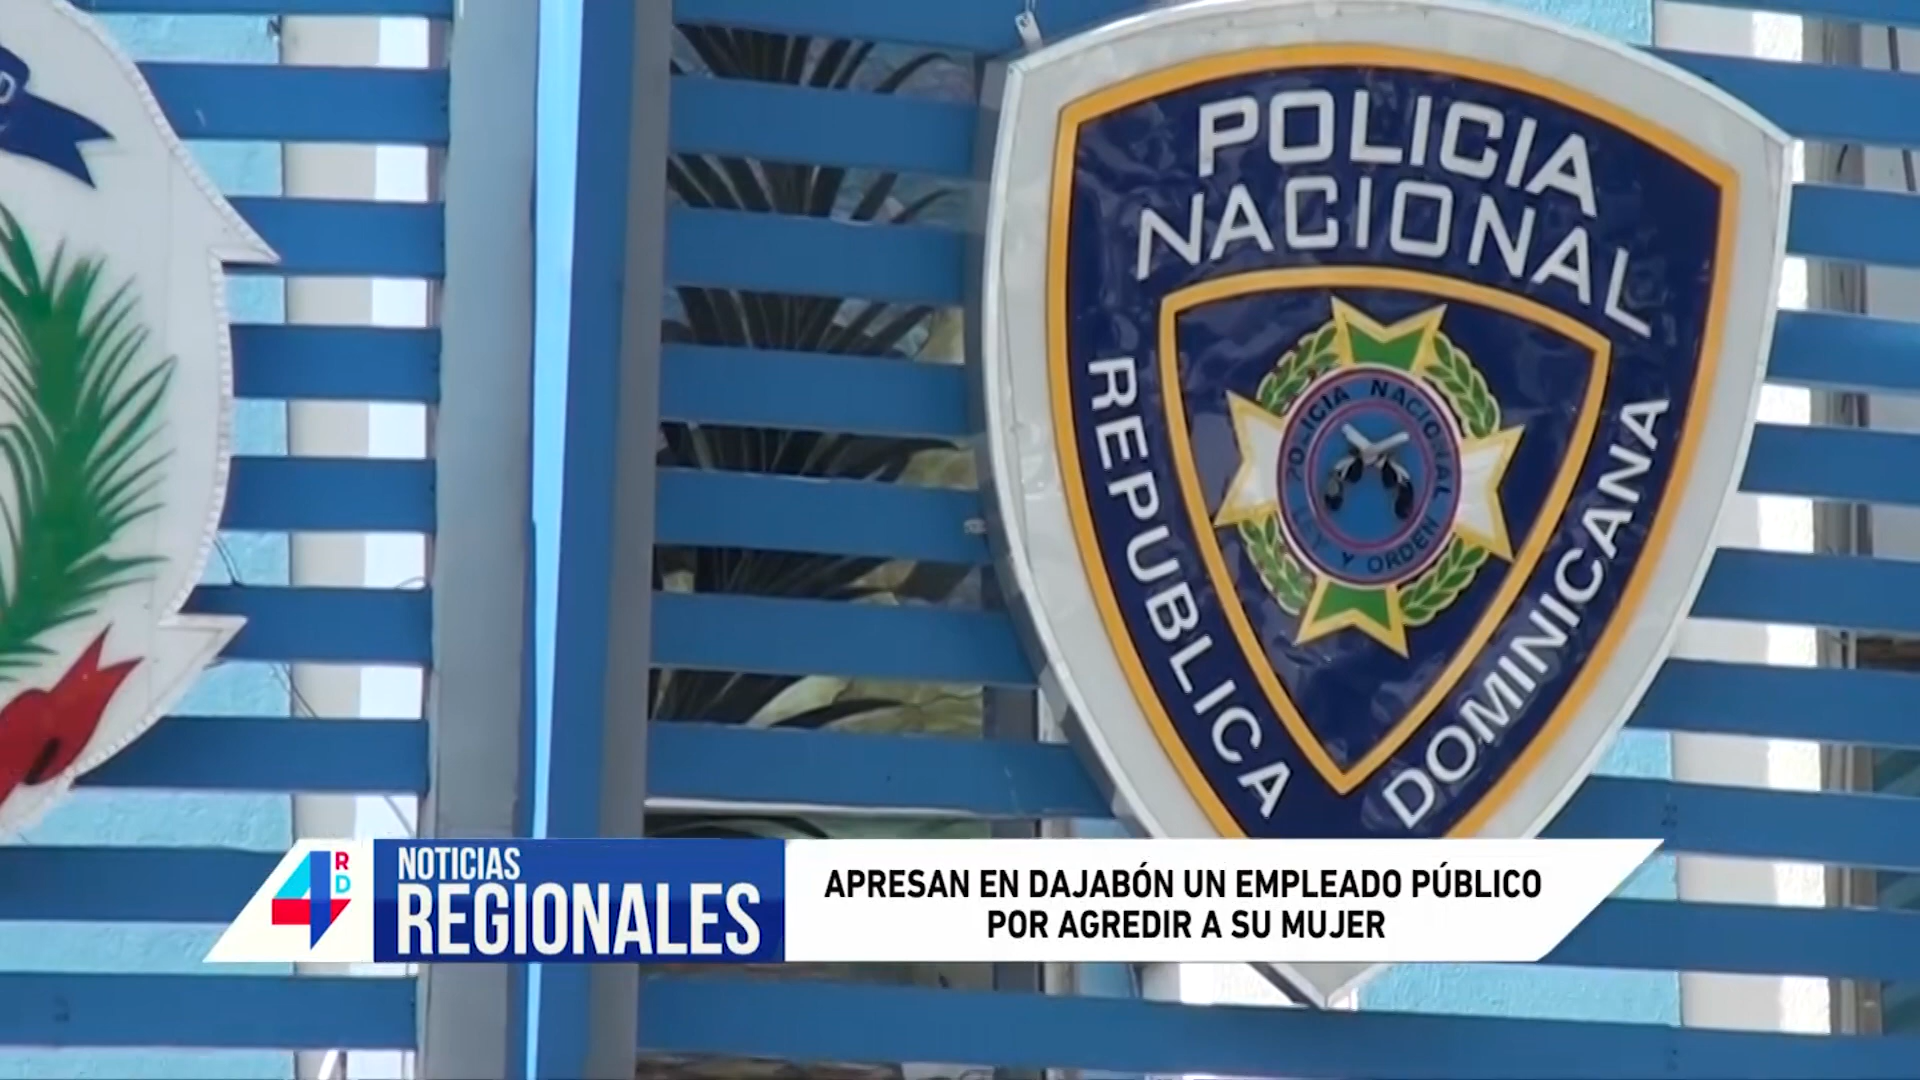 POLICIA
NACIONAL
REPUBLICA
DOMINICANA
POLICIA NACIONAL
LEY Y ORDEN
4
RD
NOTICIAS
REGIONALES
APRESAN EN DAJABÓN UN EMPLEADO PÚBLICO
POR AGREDIR A SU MUJER